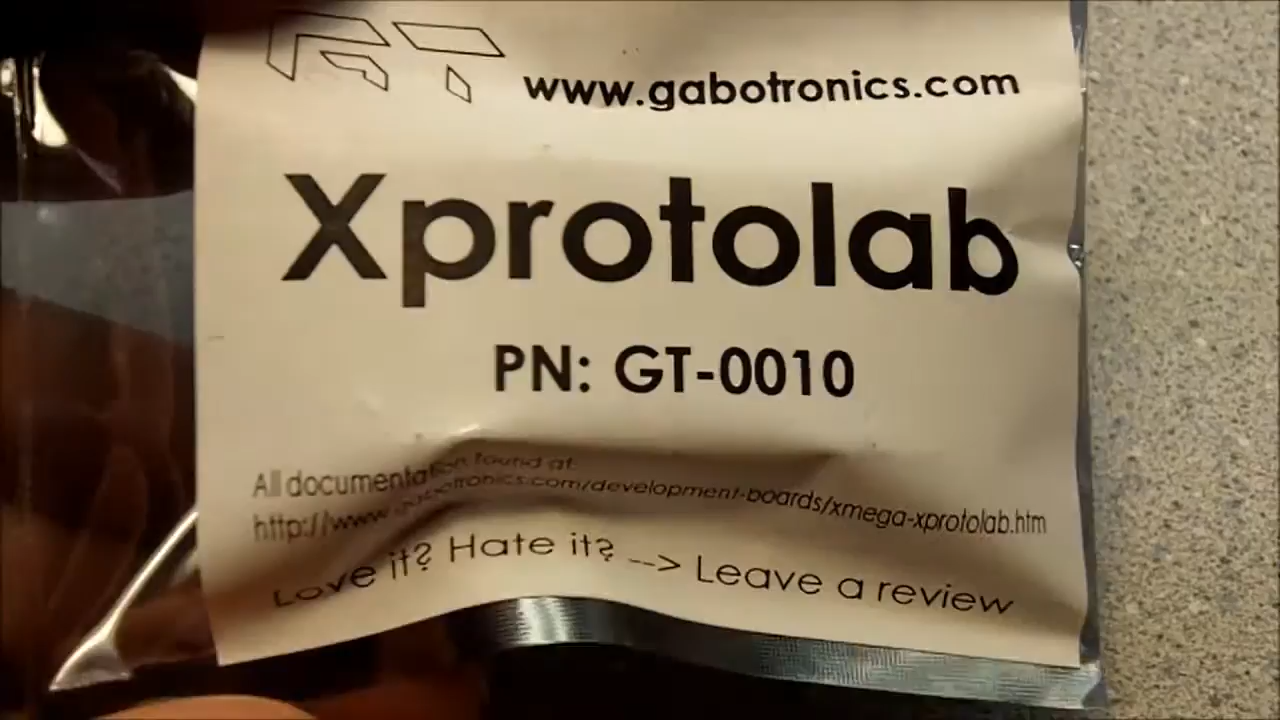 GT
www.gabotronics.com
Xprotolab
PN: GT-0010
All documentation found at:
http://www.gabotronics.com/development-boards/xmega-xprotolab.htm
Love it? Hate it? --> Leave a review